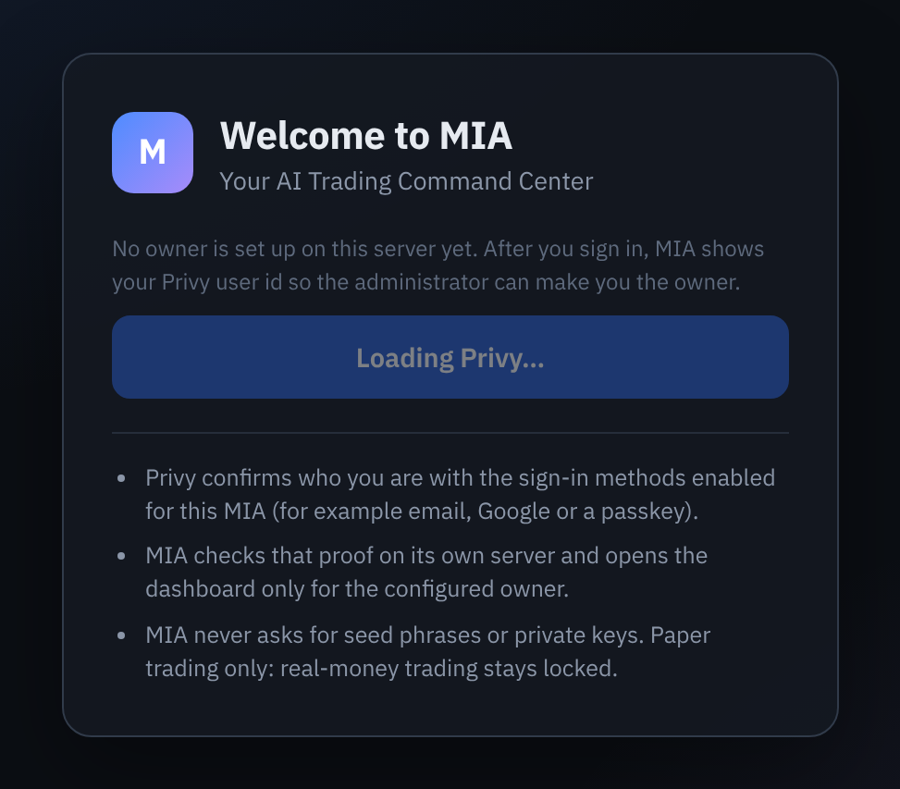 M
Welcome to MIA
Your AI Trading Command Center
No owner is set up on this server yet. After you sign in, MIA shows
your Privy user id so the administrator can make you the owner.
Loading Privy...
• Privy confirms who you are with the sign-in methods enabled
for this MIA (for example email, Google or a passkey).
• MIA checks that proof on its own server and opens the
dashboard only for the configured owner.
• MIA never asks for seed phrases or private keys. Paper
trading only: real-money trading stays locked.